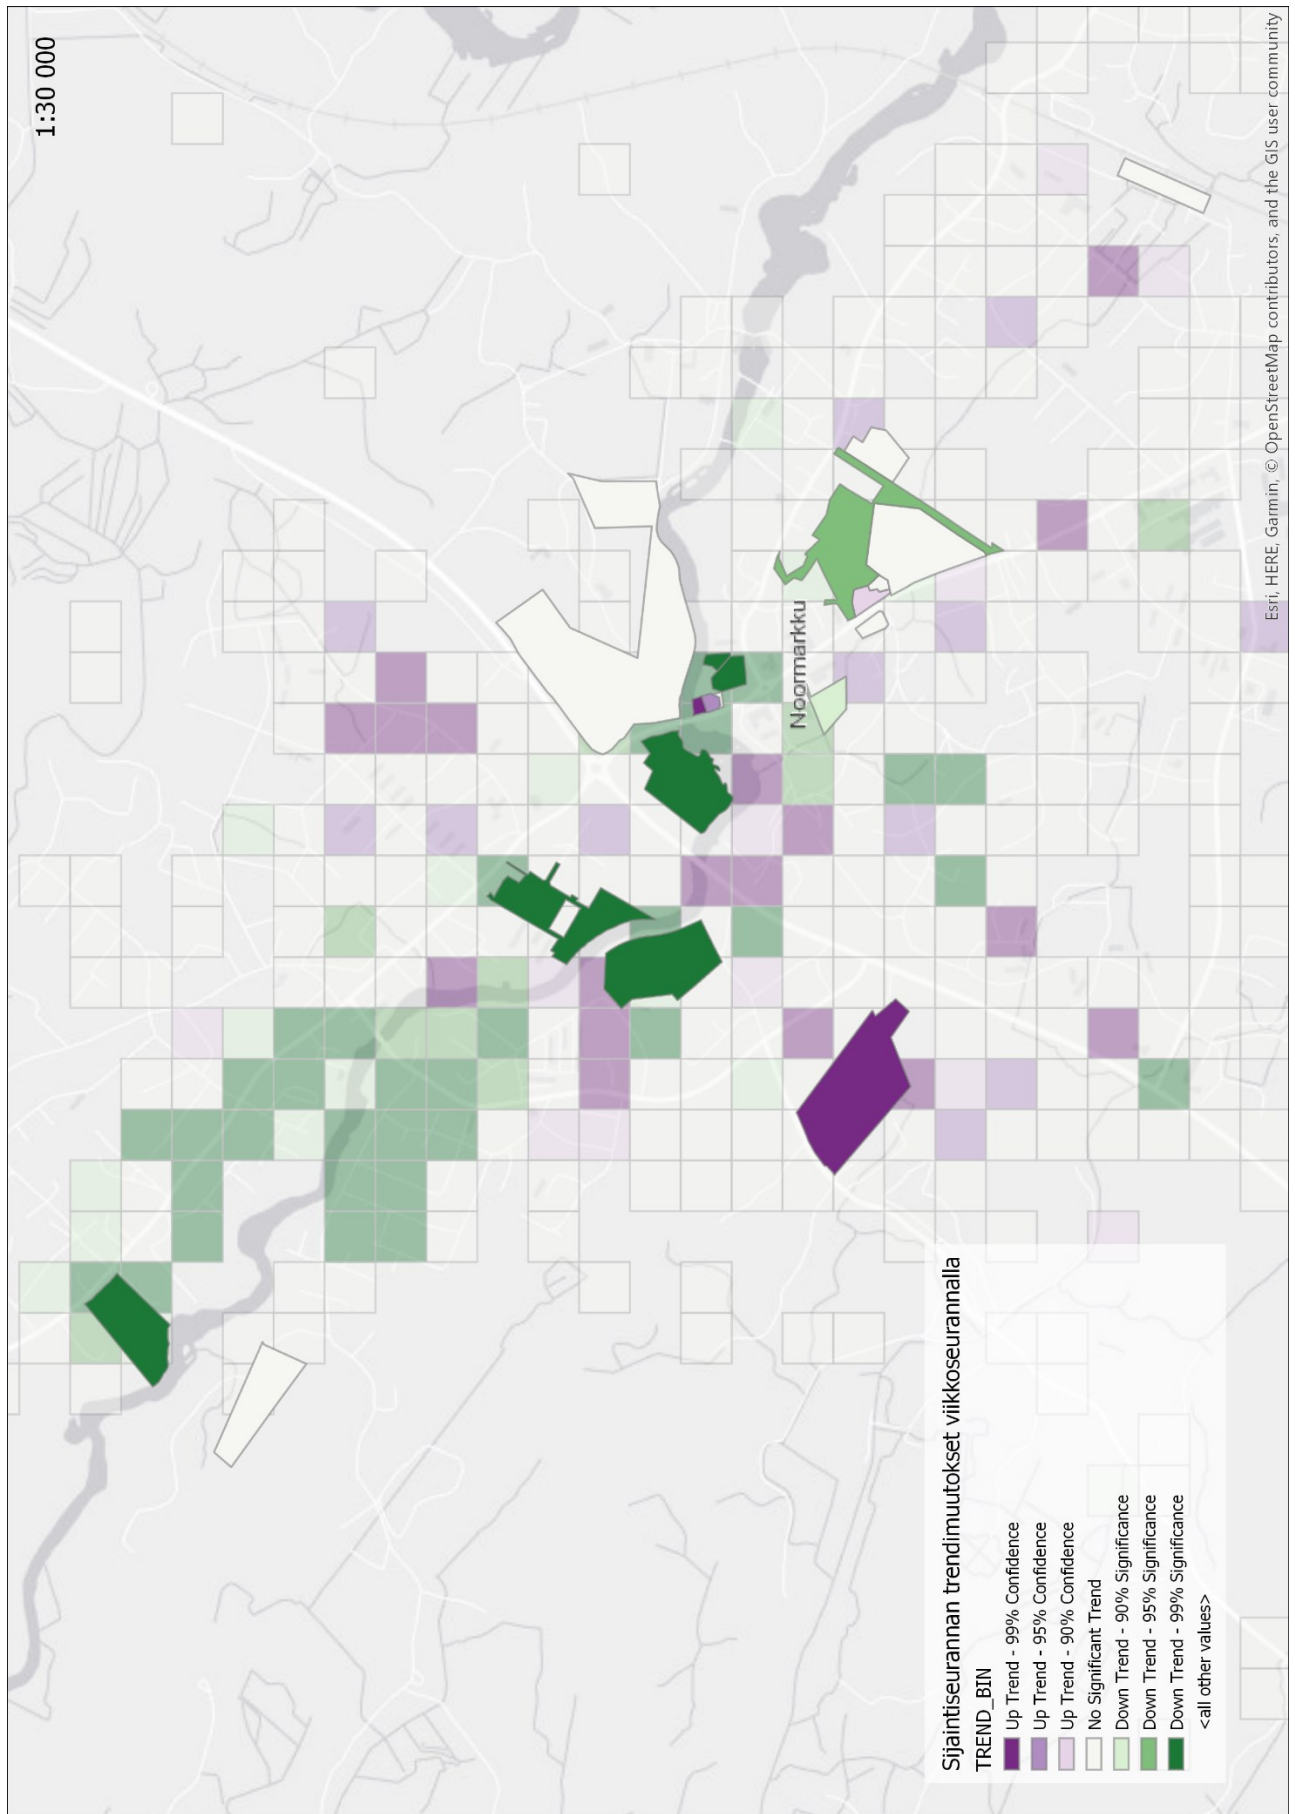 1:30 000
Noormarkku
Sijaintiseurannan trendimuutokset viikkoseurannalla
TREND_BIN
Up Trend - 99% Confidence
Up Trend - 95% Confidence
Up Trend - 90% Confidence
No Significant Trend
Down Trend - 90% Significance
Down Trend - 95% Significance
Down Trend - 99% Significance
<all other values>
Esri, HERE, Garmin, © OpenStreetMap contributors, and the GIS user community